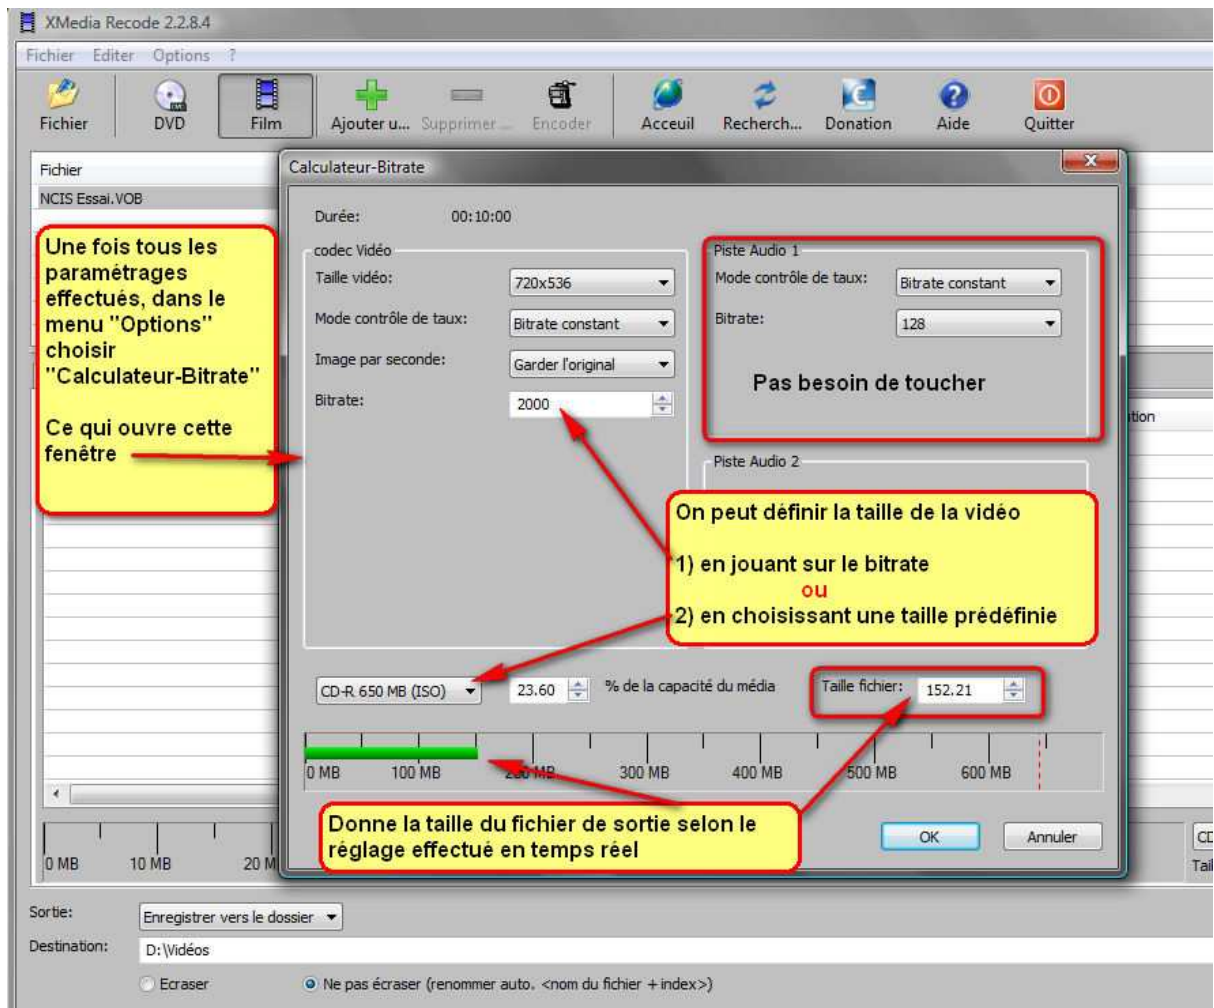 XMedia Recode 2.2.8.4
Fichier Editer Options ?
Fichier DVD Film Ajouter u... Supprimer ... Encoder Acceuil Recherch... Donation Aide Quitter
Fichier
NCIS Essai.VOB
Une fois tous les
paramétrages
effectués, dans le
menu "Options"
choisir
"Calculateur-Bitrate"
Ce qui ouvre cette
fenêtre
Calculateur-Bitrate
Durée: 00:10:00
codec Vidéo
Taille vidéo: 720x536
Mode contrôle de taux: Bitrate constant
Image par seconde: Garder l'original
Bitrate: 2000
Piste Audio 1
Mode contrôle de taux: Bitrate constant
Bitrate: 128
Pas besoin de toucher
Piste Audio 2
On peut définir la taille de la vidéo
1) en jouant sur le bitrate
ou
2) en choisissant une taille prédéfinie
CD-R 650 MB (ISO) 23.60 % de la capacité du média Taille fichier: 152.21
0 MB 100 MB 200 MB 300 MB 400 MB 500 MB 600 MB
Donne la taille du fichier de sortie selon le
réglage effectué en temps réel
OK Annuler
0 MB 10 MB 20 M
Sortie: Enregistrer vers le dossier
Destination: D:\Vidéos
Ecraser Ne pas écraser (renommer auto. <nom du fichier + index>)